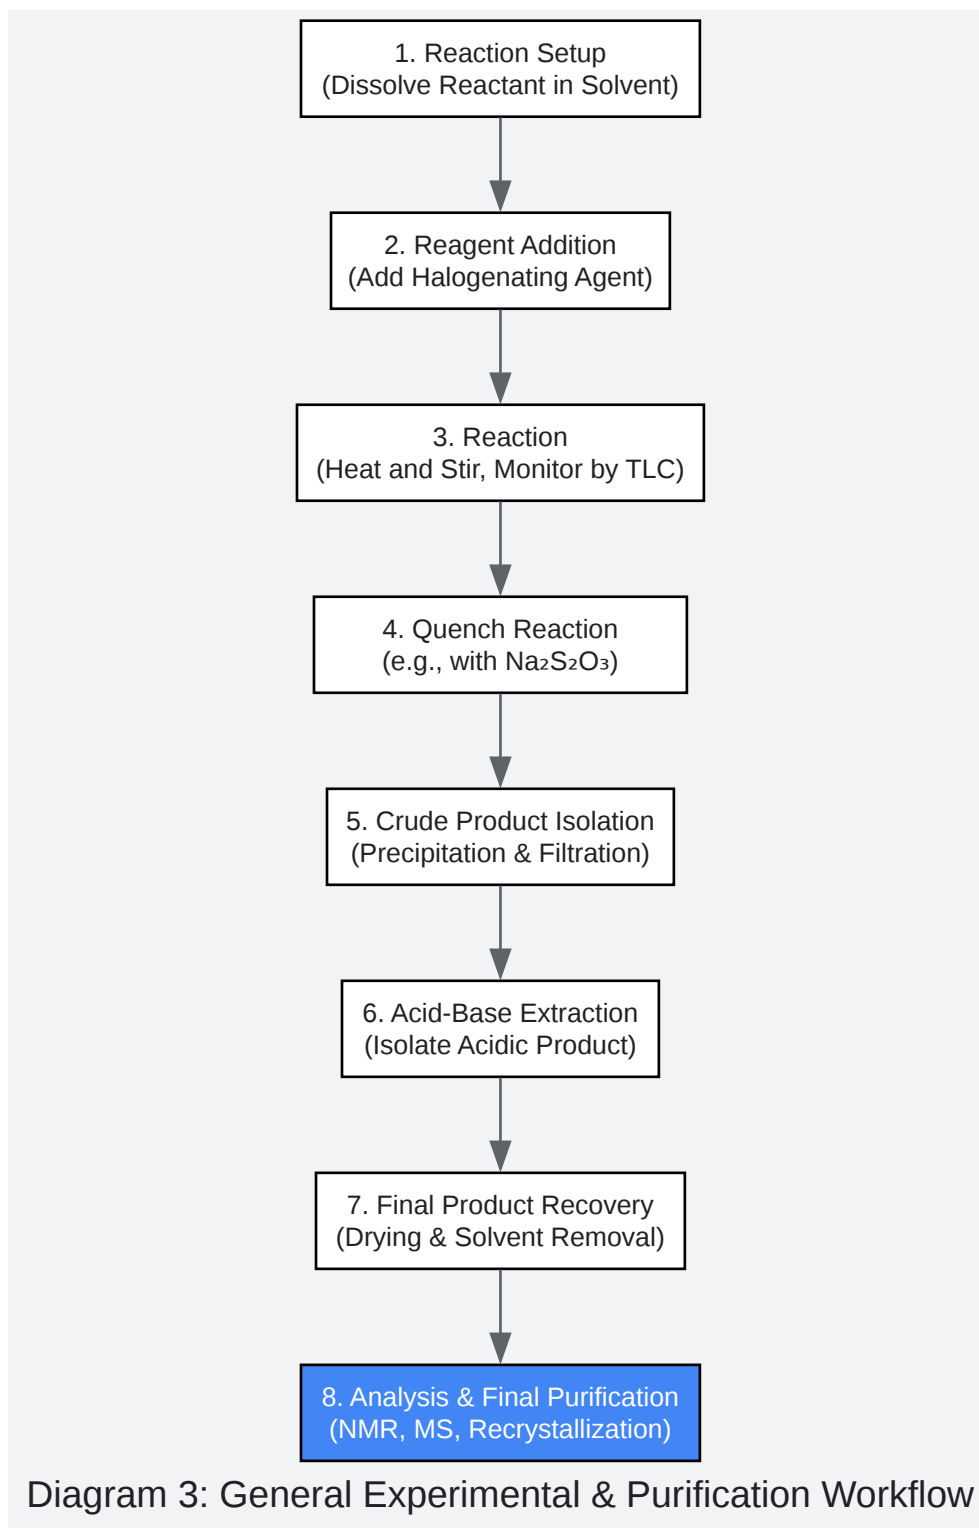 1. Reaction Setup
(Dissolve Reactant in Solvent)
2. Reagent Addition
(Add Halogenating Agent)
3. Reaction
(Heat and Stir, Monitor by TLC)
4. Quench Reaction
(e.g., with Na₂S₂O₃)
5. Crude Product Isolation
(Precipitation & Filtration)
6. Acid-Base Extraction
(Isolate Acidic Product)
7. Final Product Recovery
(Drying & Solvent Removal)
8. Analysis & Final Purification
(NMR, MS, Recrystallization)
Diagram 3: General Experimental & Purification Workflow